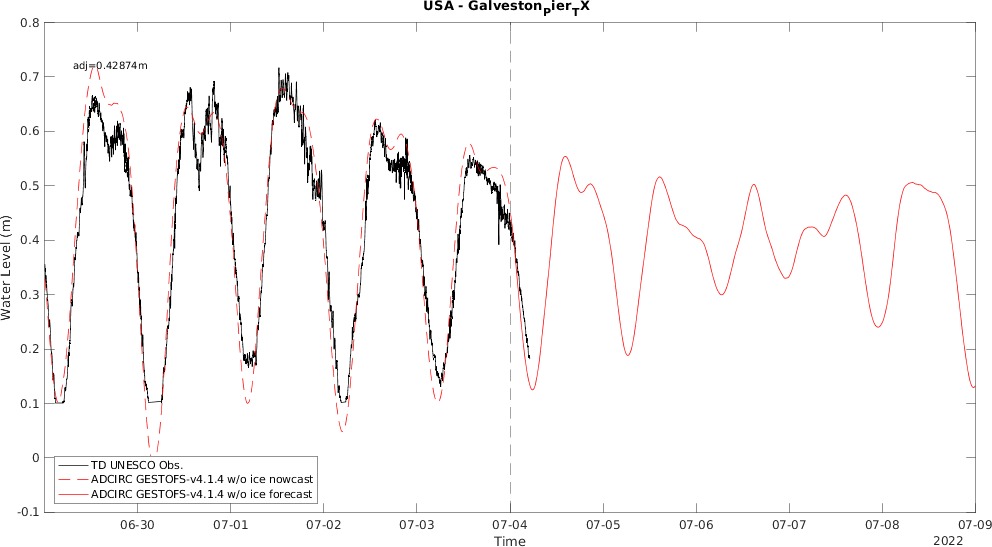 USA - GalvestonPierTX
0.8
0.7
0.6
0.5
0.4
0.3
0.2
0.1
0
-0.1
Water Level (m)
adj=0.42874m
TD UNESCO Obs.
ADCIRC GESTOFS-v4.1.4 w/o ice nowcast
ADCIRC GESTOFS-v4.1.4 w/o ice forecast
06-30 07-01 07-02 07-03 07-04 07-05 07-06 07-07 07-08 07-09
Time
2022